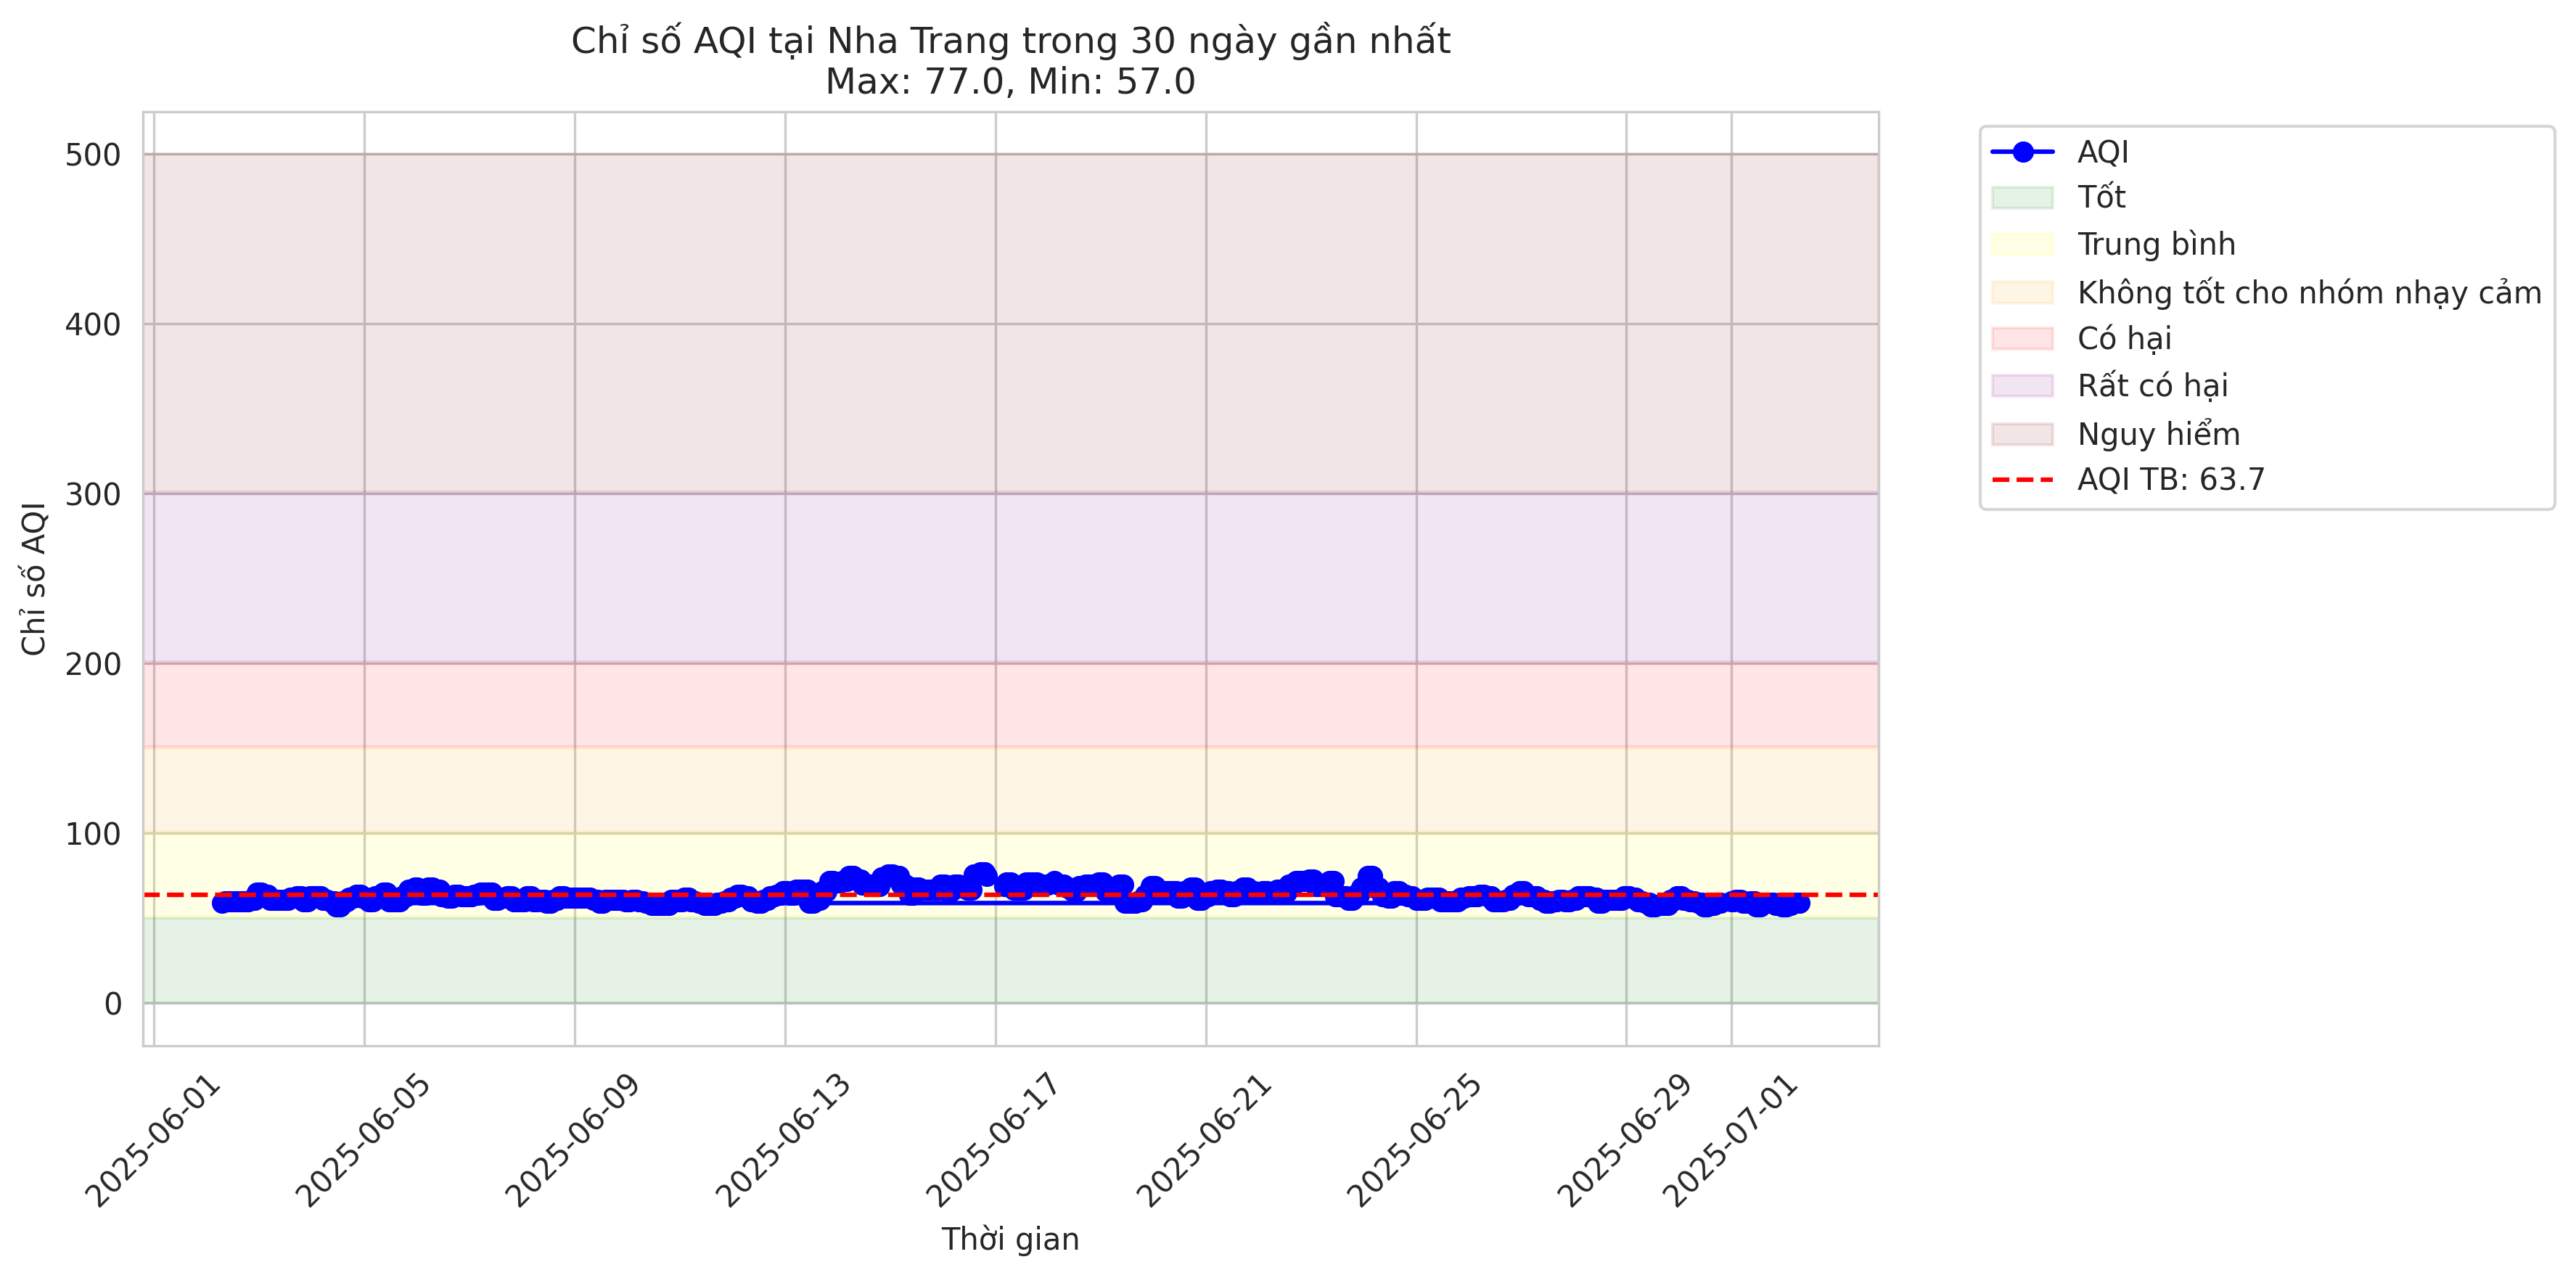 Chỉ số AQI tại Nha Trang trong 30 ngày gần nhất
Max: 77.0, Min: 57.0
Chỉ số AQI
500
400
300
200
100
0
2025-06-01
2025-06-05
2025-06-09
2025-06-13
2025-06-17
2025-06-21
2025-06-25
2025-06-29
2025-07-01
Thời gian
AQI
Tốt
Trung bình
Không tốt cho nhóm nhạy cảm
Có hại
Rất có hại
Nguy hiểm
AQI TB: 63.7